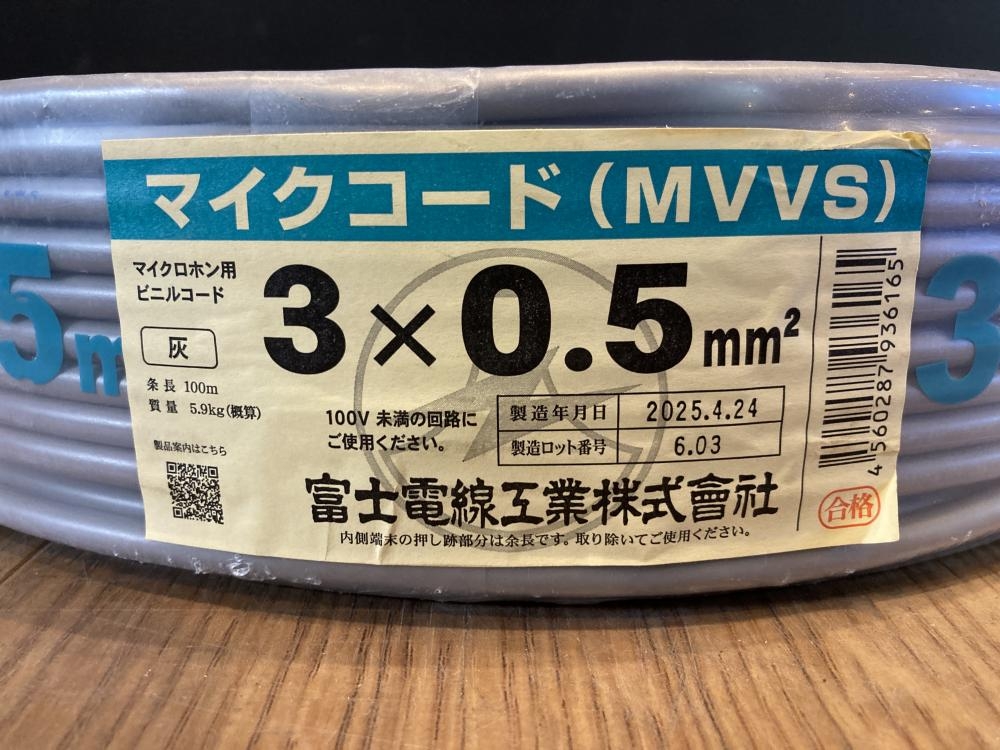 マイクコード(MVVS)
マイクロホン用
ビニルコード
3×0.5mm²
灰
条長 100m
質量 5.9kg(概算)
100V 未満の回路に
ご使用ください。
製造年月日 2025.4.24
製造ロット番号 6.03
製品案内はこちら
富士電線工業株式會社
内側端末の押し跡部分は余長です。取り除いてご使用ください。
4560287936165
合格
5m
3